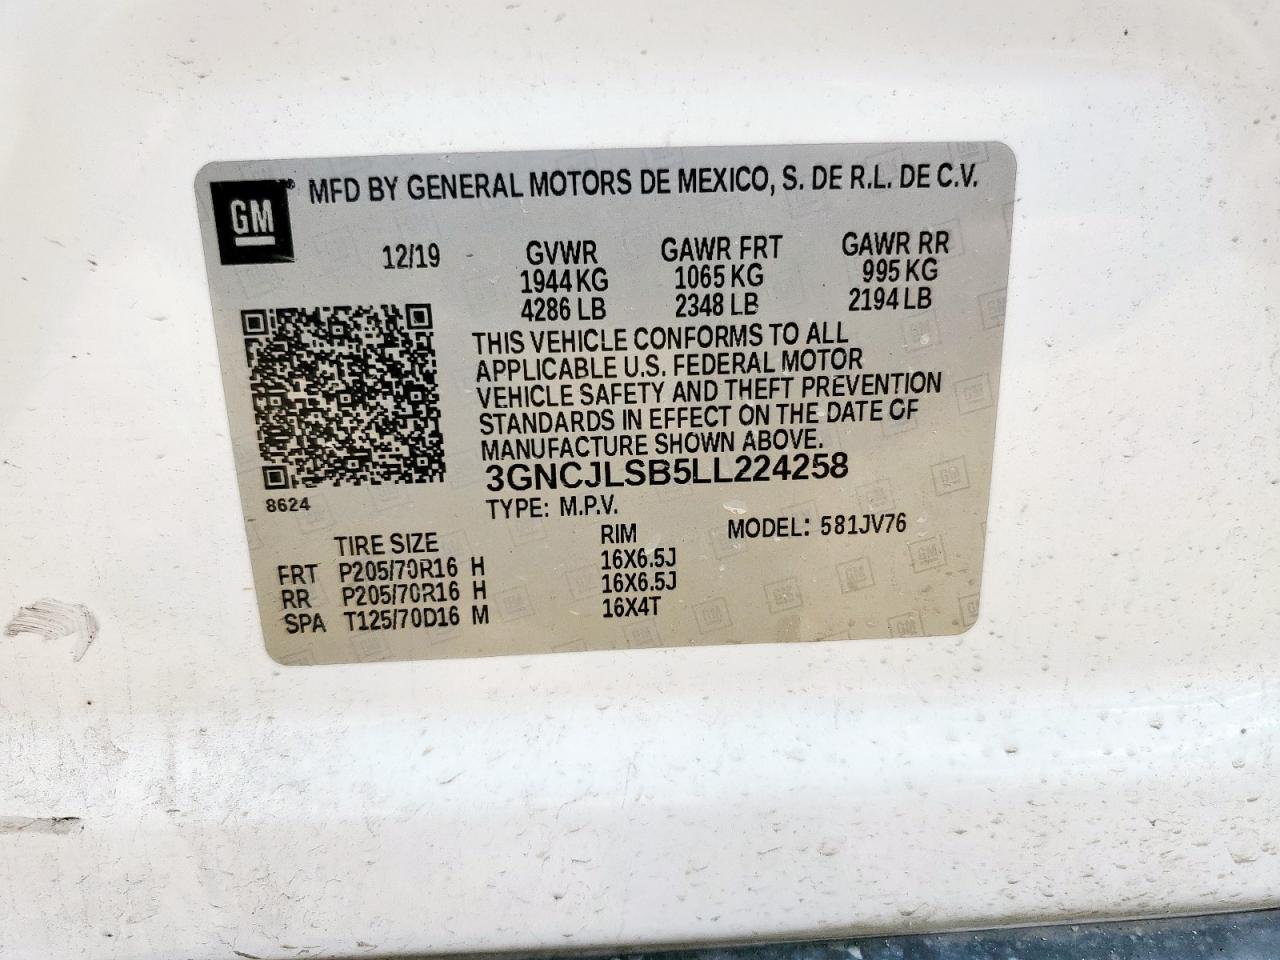 GM
MFD BY GENERAL MOTORS DE MEXICO, S. DE R.L. DE C.V.
12/19
GVWR GAWR FRT GAWR RR
1944 KG 1065 KG 995 KG
4286 LB 2348 LB 2194 LB
THIS VEHICLE CONFORMS TO ALL
APPLICABLE U.S. FEDERAL MOTOR
VEHICLE SAFETY AND THEFT PREVENTION
STANDARDS IN EFFECT ON THE DATE OF
MANUFACTURE SHOWN ABOVE.
3GNCJLSB5LL224258
8624
TYPE: M.P.V. MODEL: 581JV76
TIRE SIZE RIM
FRT P205/70R16 H 16X6.5J
RR P205/70R16 H 16X6.5J
SPA T125/70D16 M 16X4T